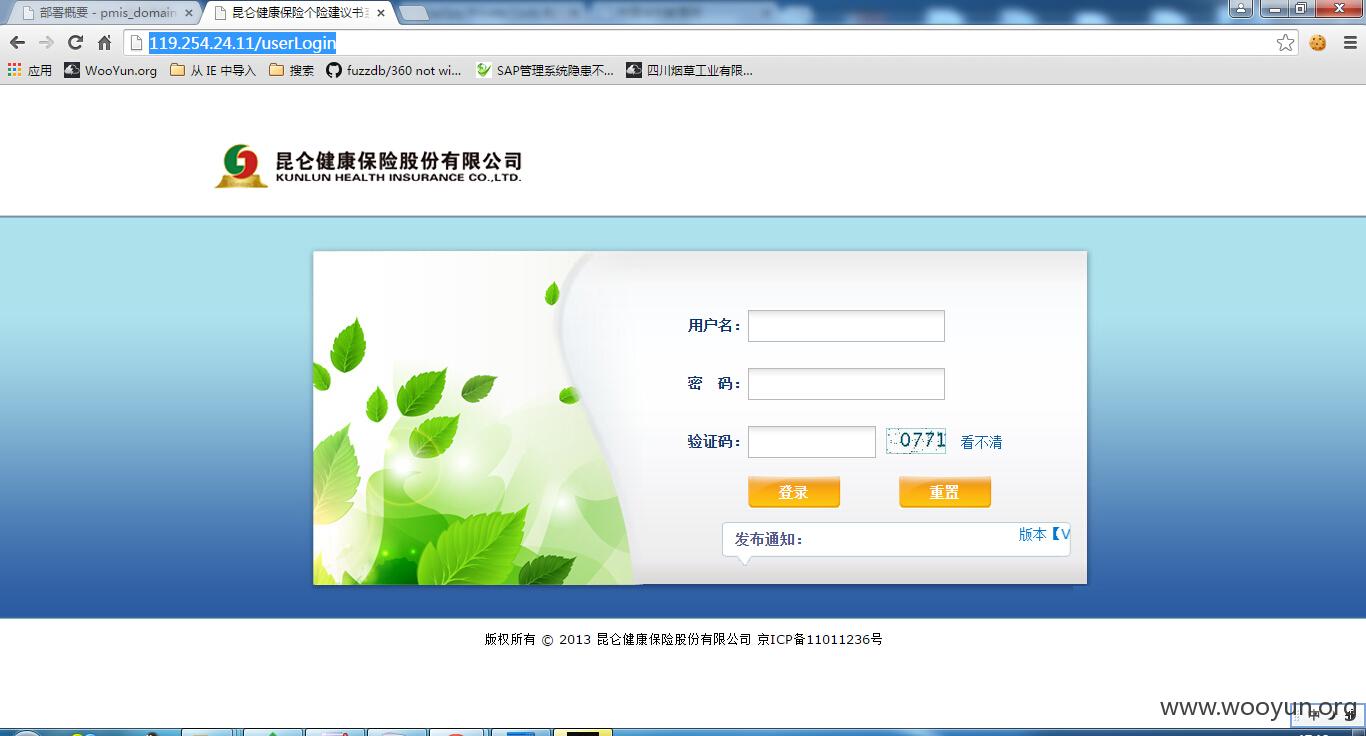 部署概要 - pmis_domain
昆仑健康保险个险建议书
119.254.24.11/userLogin
应用 WooYun.org 从 IE 中导入 搜索 fuzzdb/360 not wi... SAP管理系统隐患不... 四川烟草工业有限...
昆仑健康保险股份有限公司
KUNLUN HEALTH INSURANCE CO.,LTD.
用户名：
密 码：
验证码： 0771 看不清
登录 重置
发布通知： 版本【V
版权所有 © 2013 昆仑健康保险股份有限公司 京ICP备11011236号
www.wooyun.org